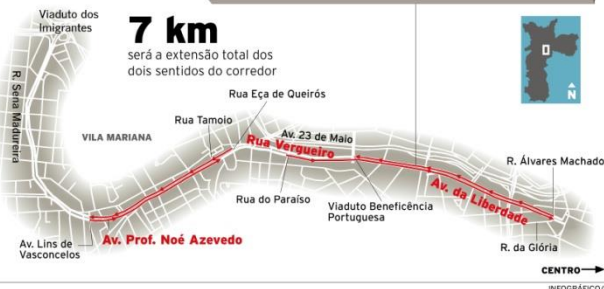 Viaduto dos
Imigrantes
7 km
será a extensão total dos
dois sentidos do corredor
N
R. Sena Madureira
Rua Eça de Queirós
Rua Tamoio
VILA MARIANA
Av. 23 de Maio
Rua Vergueiro
R. Álvares Machado
Av. da Liberdade
Rua do Paraíso
Viaduto Beneficência
Portuguesa
Av. Lins de
Vasconcelos
Av. Prof. Noé Azevedo
R. da Glória
CENTRO
INFOGRÁFICO/